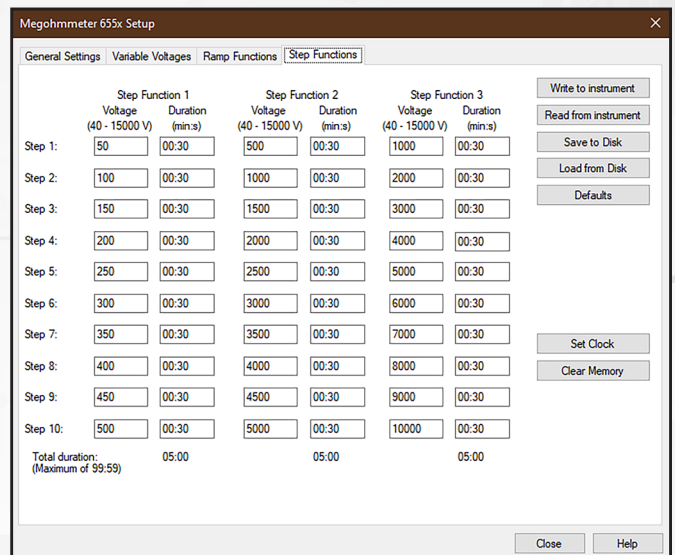 Megohmmeter 655x Setup
General Settings Variable Voltages Ramp Functions Step Functions
Step Function 1 Step Function 2 Step Function 3
Voltage Duration Voltage Duration Voltage Duration
(40 - 15000 V) (min:s) (40 - 15000 V) (min:s) (40 - 15000 V) (min:s)
Step 1: 50 00:30 500 00:30 1000 00:30
Step 2: 100 00:30 1000 00:30 2000 00:30
Step 3: 150 00:30 1500 00:30 3000 00:30
Step 4: 200 00:30 2000 00:30 4000 00:30
Step 5: 250 00:30 2500 00:30 5000 00:30
Step 6: 300 00:30 3000 00:30 6000 00:30
Step 7: 350 00:30 3500 00:30 7000 00:30
Step 8: 400 00:30 4000 00:30 8000 00:30
Step 9: 450 00:30 4500 00:30 9000 00:30
Step 10: 500 00:30 5000 00:30 10000 00:30
Total duration: 05:00 05:00 05:00
(Maximum of 99:59)
Write to instrument
Read from instrument
Save to Disk
Load from Disk
Defaults
Set Clock
Clear Memory
Close Help